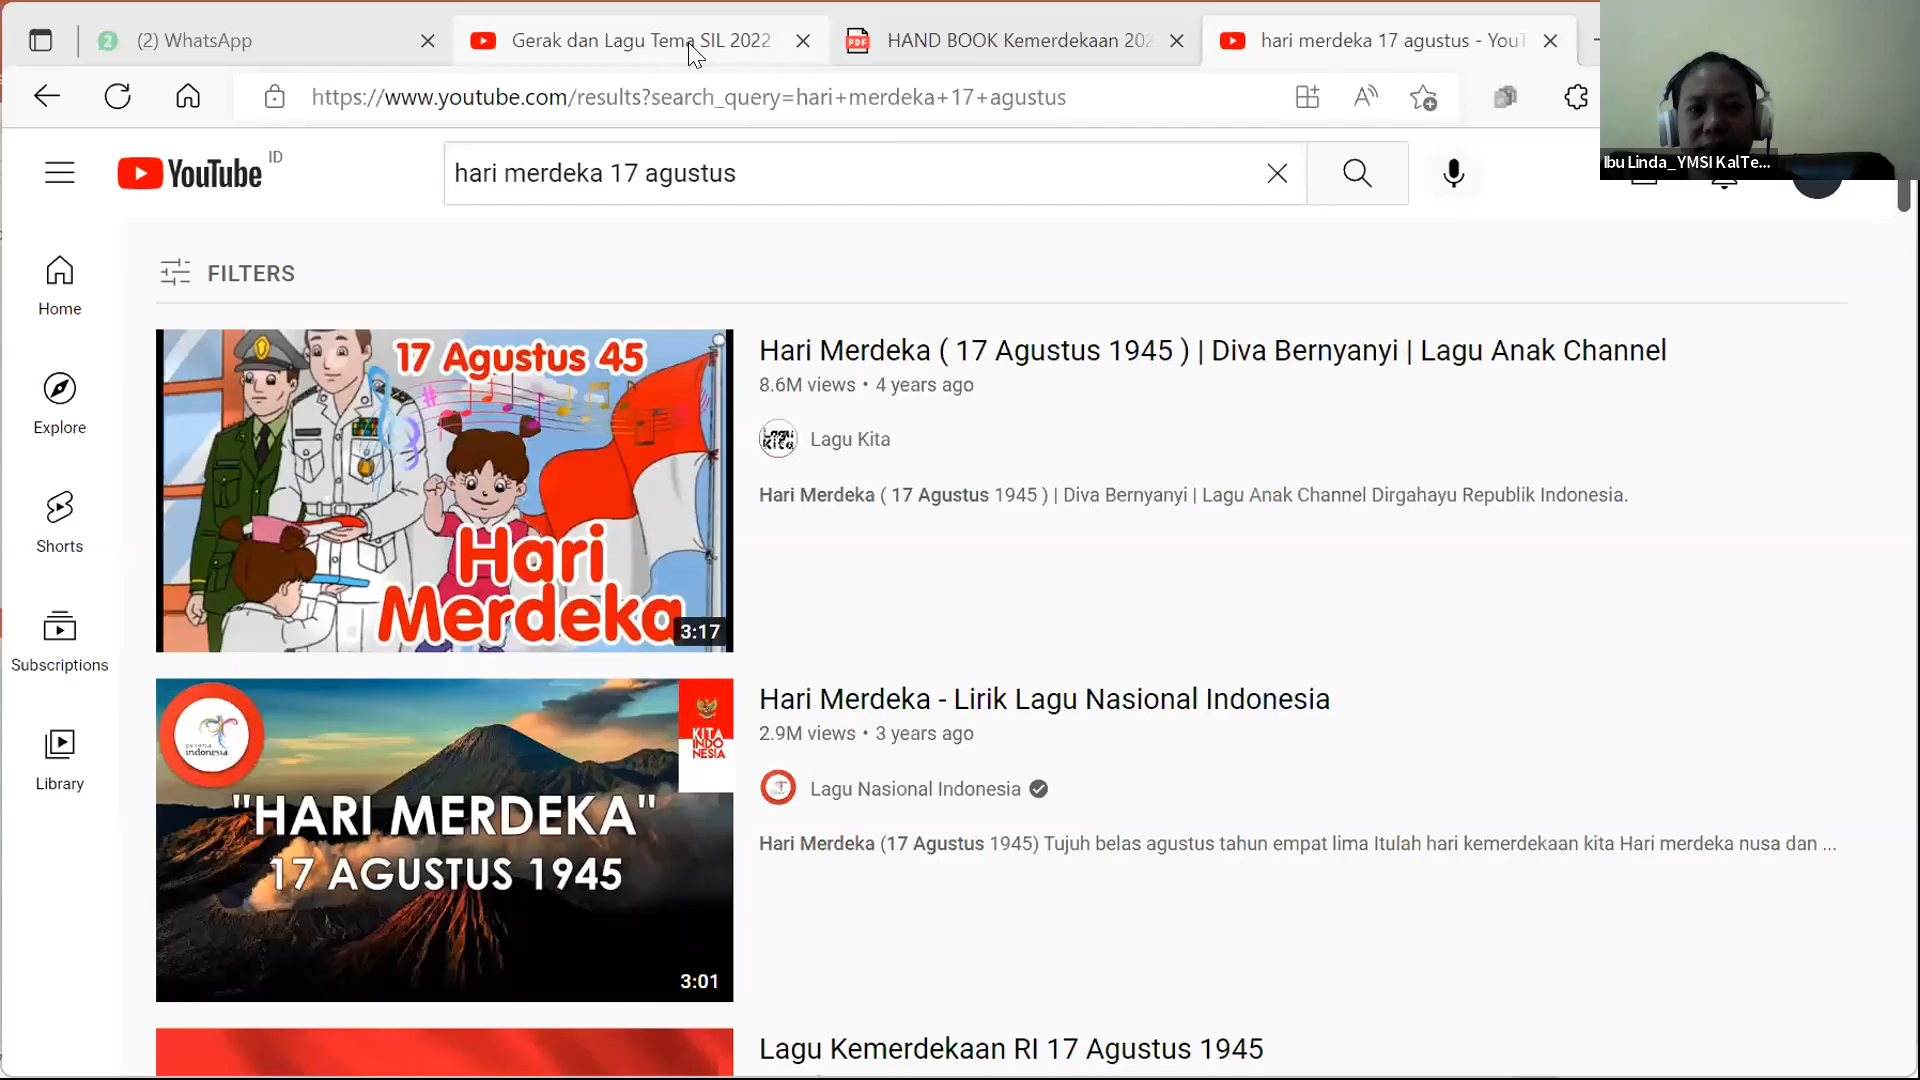 (2) WhatsApp
Gerak dan Lagu Tema SIL 2022
PDF
HAND BOOK Kemerdekaan 202
hari merdeka 17 agustus - YouT
https://www.youtube.com/results?search_query=hari+merdeka+17+agustus
Ibu Linda_YMSI KalTe...
YouTube ID
hari merdeka 17 agustus
FILTERS
Home
Explore
Shorts
Subscriptions
Library
17 Agustus 45
Hari
Merdeka
3:17
Hari Merdeka ( 17 Agustus 1945 ) | Diva Bernyanyi | Lagu Anak Channel
8.6M views • 4 years ago
Lagu Kita
Hari Merdeka ( 17 Agustus 1945 ) | Diva Bernyanyi | Lagu Anak Channel Dirgahayu Republik Indonesia.
pesona
indonesia
KITA
INDO
NESIA
"HARI MERDEKA"
17 AGUSTUS 1945
3:01
Hari Merdeka - Lirik Lagu Nasional Indonesia
2.9M views • 3 years ago
Lagu Nasional Indonesia
Hari Merdeka (17 Agustus 1945) Tujuh belas agustus tahun empat lima Itulah hari kemerdekaan kita Hari merdeka nusa dan ...
Lagu Kemerdekaan RI 17 Agustus 1945